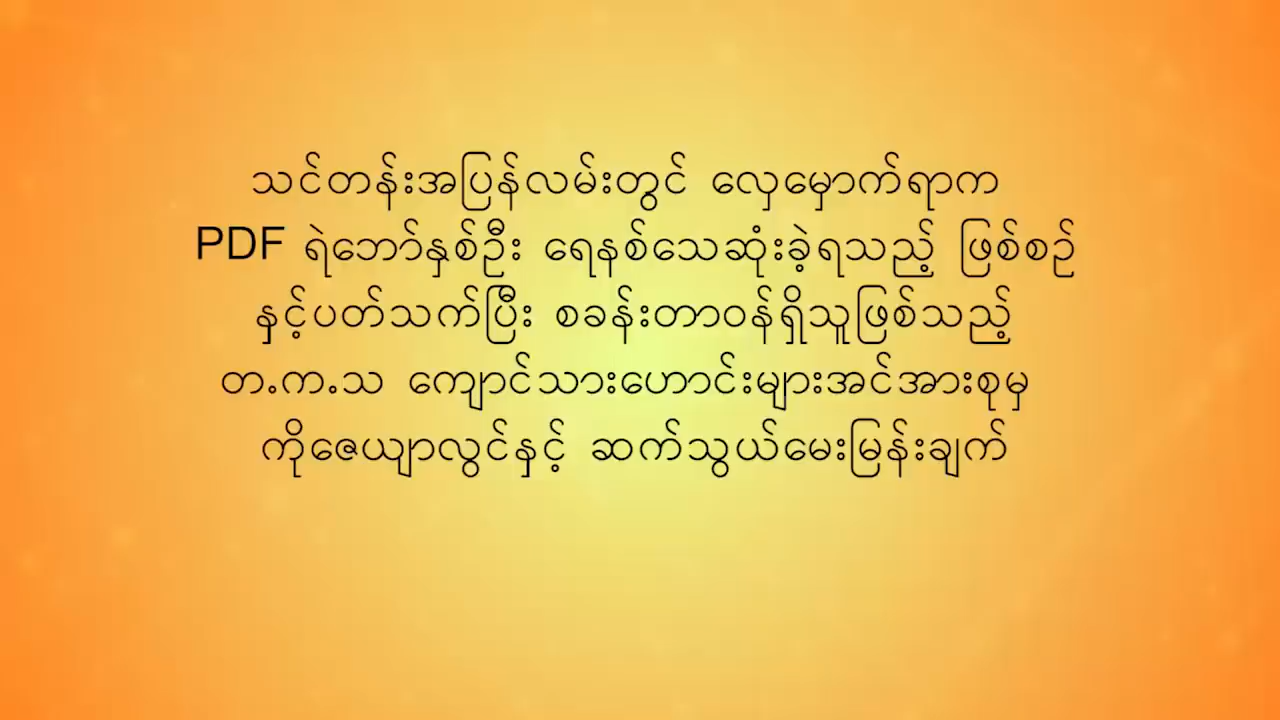 သင်တန်းအပြန်လမ်းတွင် လှေမှောက်ရာက
PDF ရဲဘော်နှစ်ဦး ရေနစ်သေဆုံးခဲ့ရသည့် ဖြစ်စဉ်
နှင့်ပတ်သက်ပြီး စခန်းတာဝန်ရှိသူဖြစ်သည့်
တ.က.သ ကျောင်သားဟောင်းများအင်အားစုမှ
ကိုဇေယျာလွင်နှင့် ဆက်သွယ်မေးမြန်းချက်